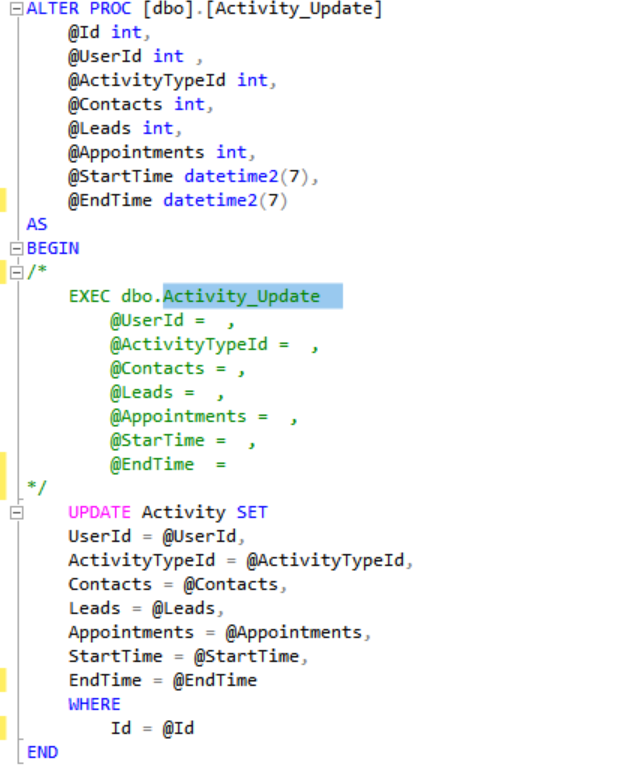 ALTER PROC [dbo].[Activity_Update]
@Id int,
@UserId int ,
@ActivityTypeId int,
@Contacts int,
@Leads int,
@Appointments int,
@StartTime datetime2(7),
@EndTime datetime2(7)
AS
BEGIN
/*
EXEC dbo.Activity_Update
@UserId =  ,
@ActivityTypeId =  ,
@Contacts = ,
@Leads =  ,
@Appointments =  ,
@StarTime =  ,
@EndTime  =
*/
UPDATE Activity SET
UserId = @UserId,
ActivityTypeId = @ActivityTypeId,
Contacts = @Contacts,
Leads = @Leads,
Appointments = @Appointments,
StartTime = @StartTime,
EndTime = @EndTime
WHERE
Id = @Id
END